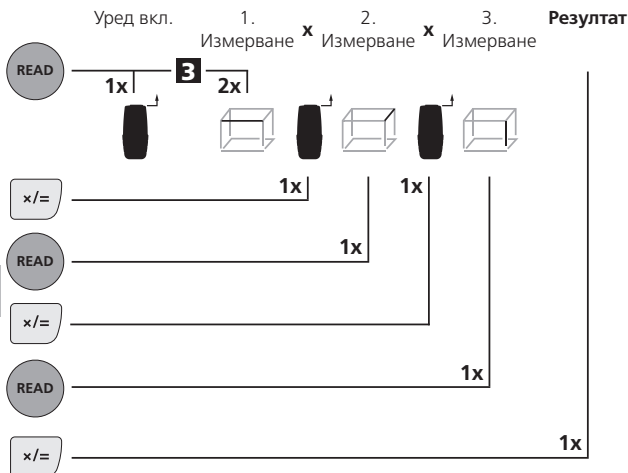 Уред вкл. 1. 2. 3. Резултат
Измерване x Измерване x Измерване
READ
3
1x 2x
×/=
1x 1x
READ
1x
×/=
READ
1x
×/=
1x